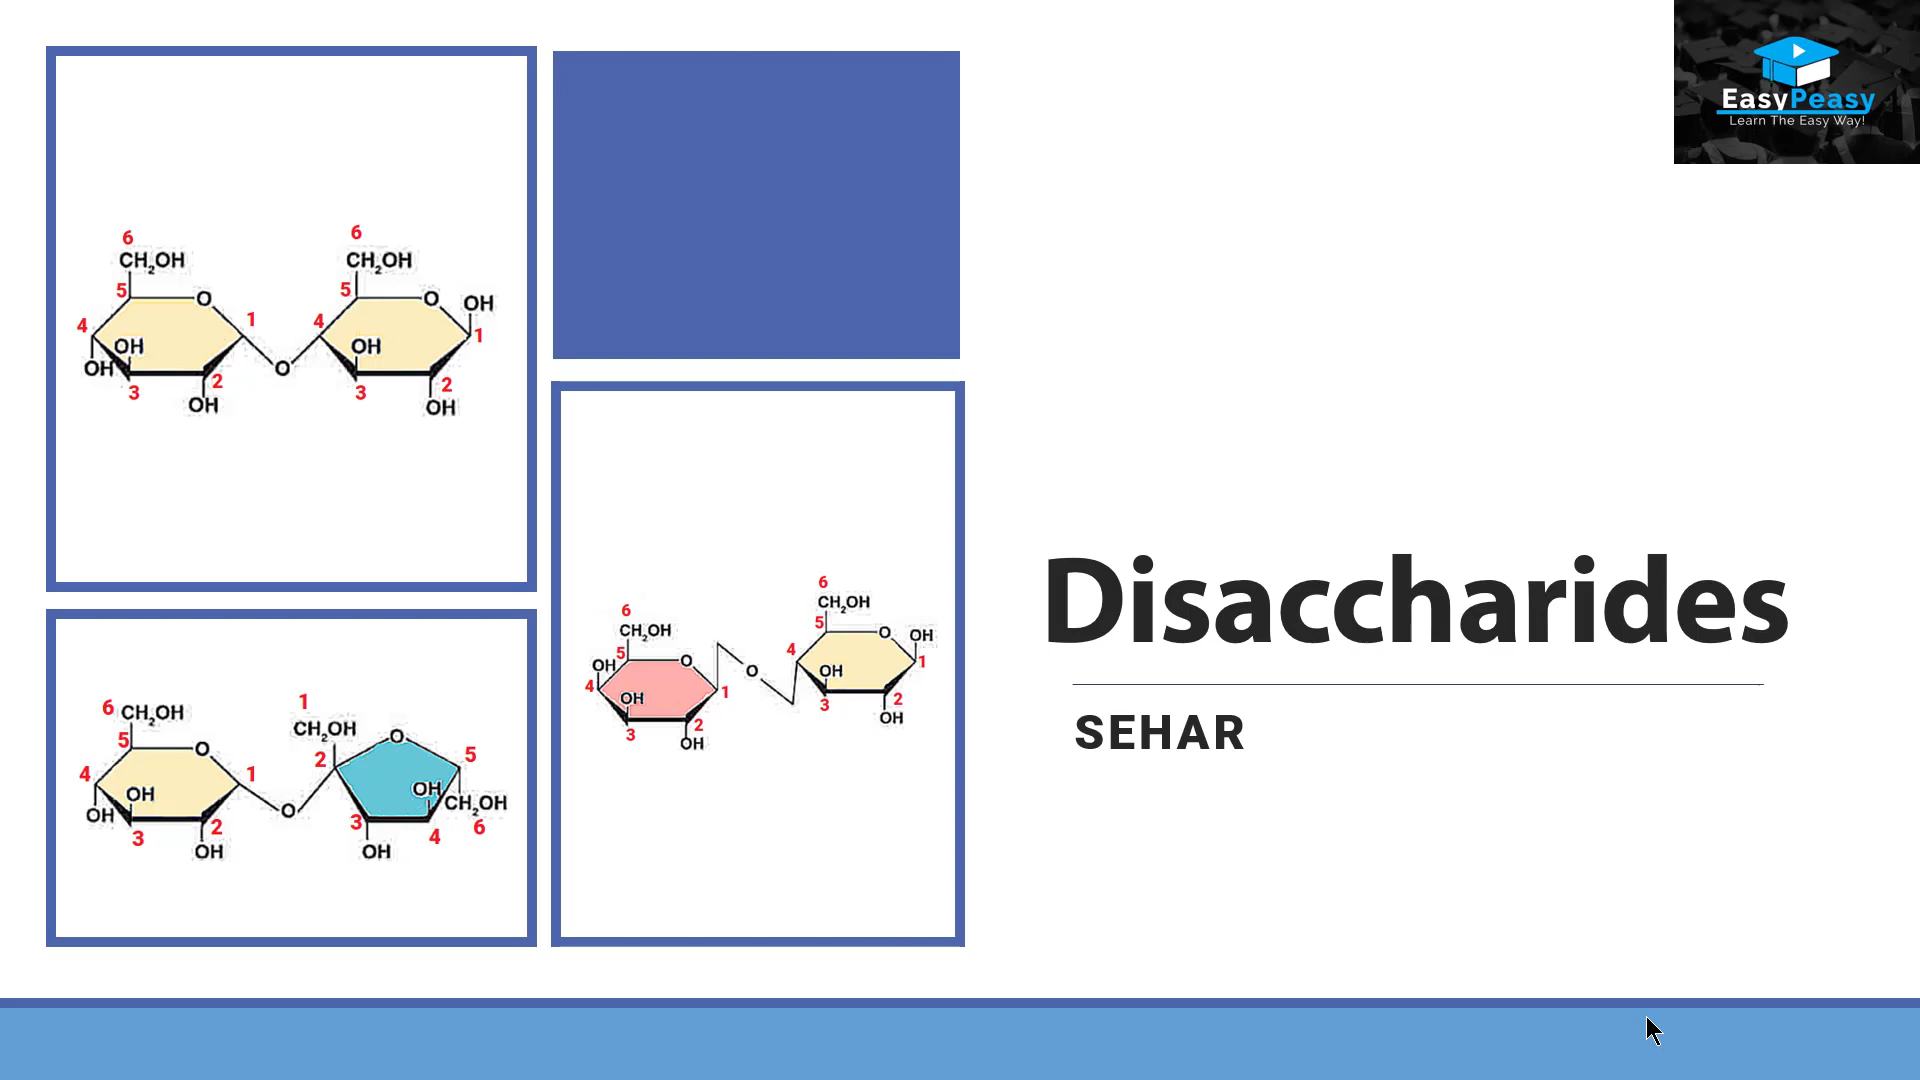 EasyPeasy
Learn The Easy Way!
6 6
CH2OH CH2OH
5 O 5 O OH
4 1 4 1
OH OH
OH O
3 2 3 2
OH OH
6 1
CH2OH CH2OH
5 O 2 O 5
4 1
OH OH
OH O CH2OH
3 2 3 4 6
OH OH
6
6 CH2OH
CH2OH 5 O OH
OH 5 O O 4 1
4 1 OH
OH 3 2
3 2 OH
OH
Disaccharides
SEHAR